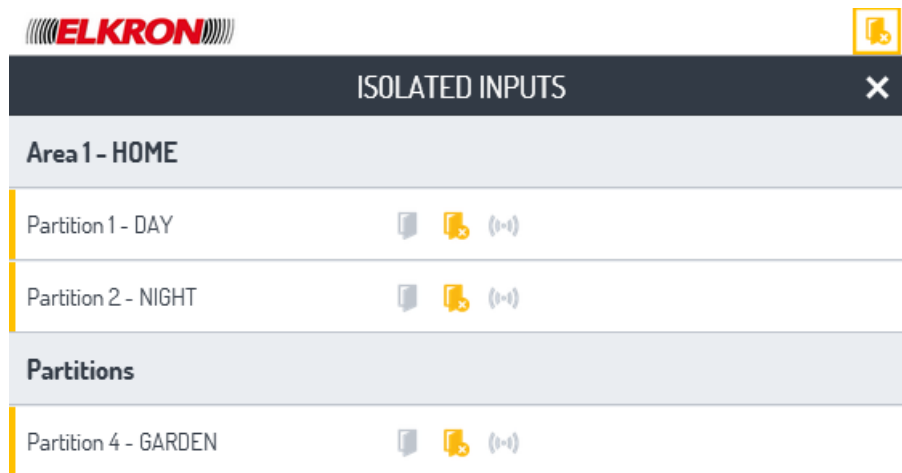 ELKRON
ISOLATED INPUTS
Area 1 - HOME
Partition 1 - DAY
Partition 2 - NIGHT
Partitions
Partition 4 - GARDEN